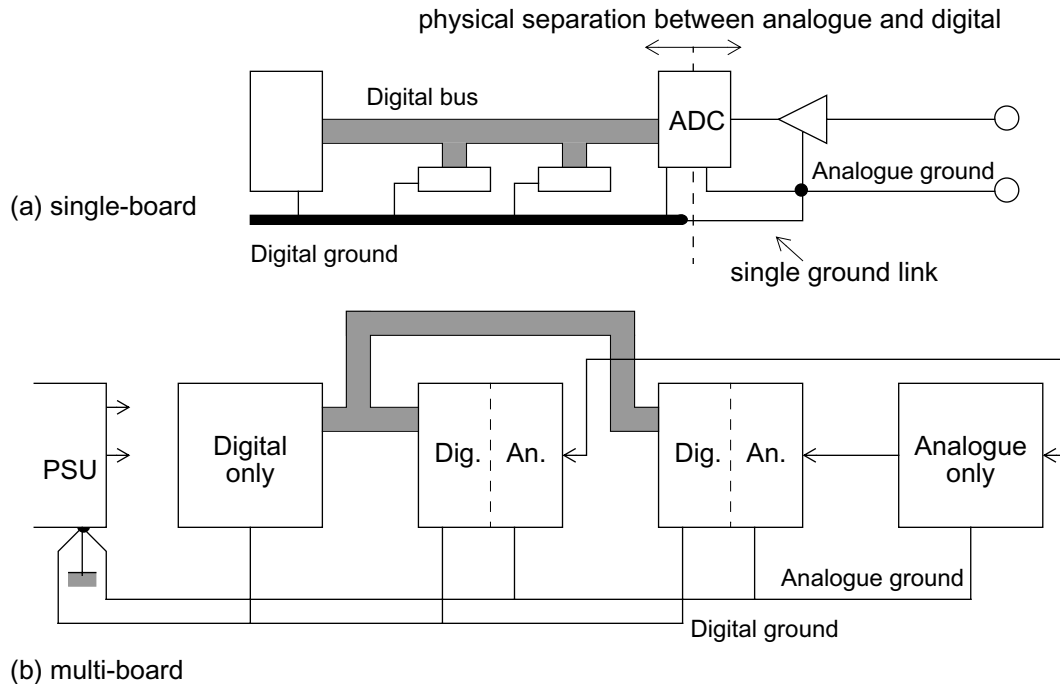 physical separation between analogue and digital
Digital bus
ADC
Analogue ground
(a) single-board
Digital ground
single ground link
PSU
Digital
only
Dig.
An.
Dig.
An.
Analogue
only
Analogue ground
Digital ground
(b) multi-board